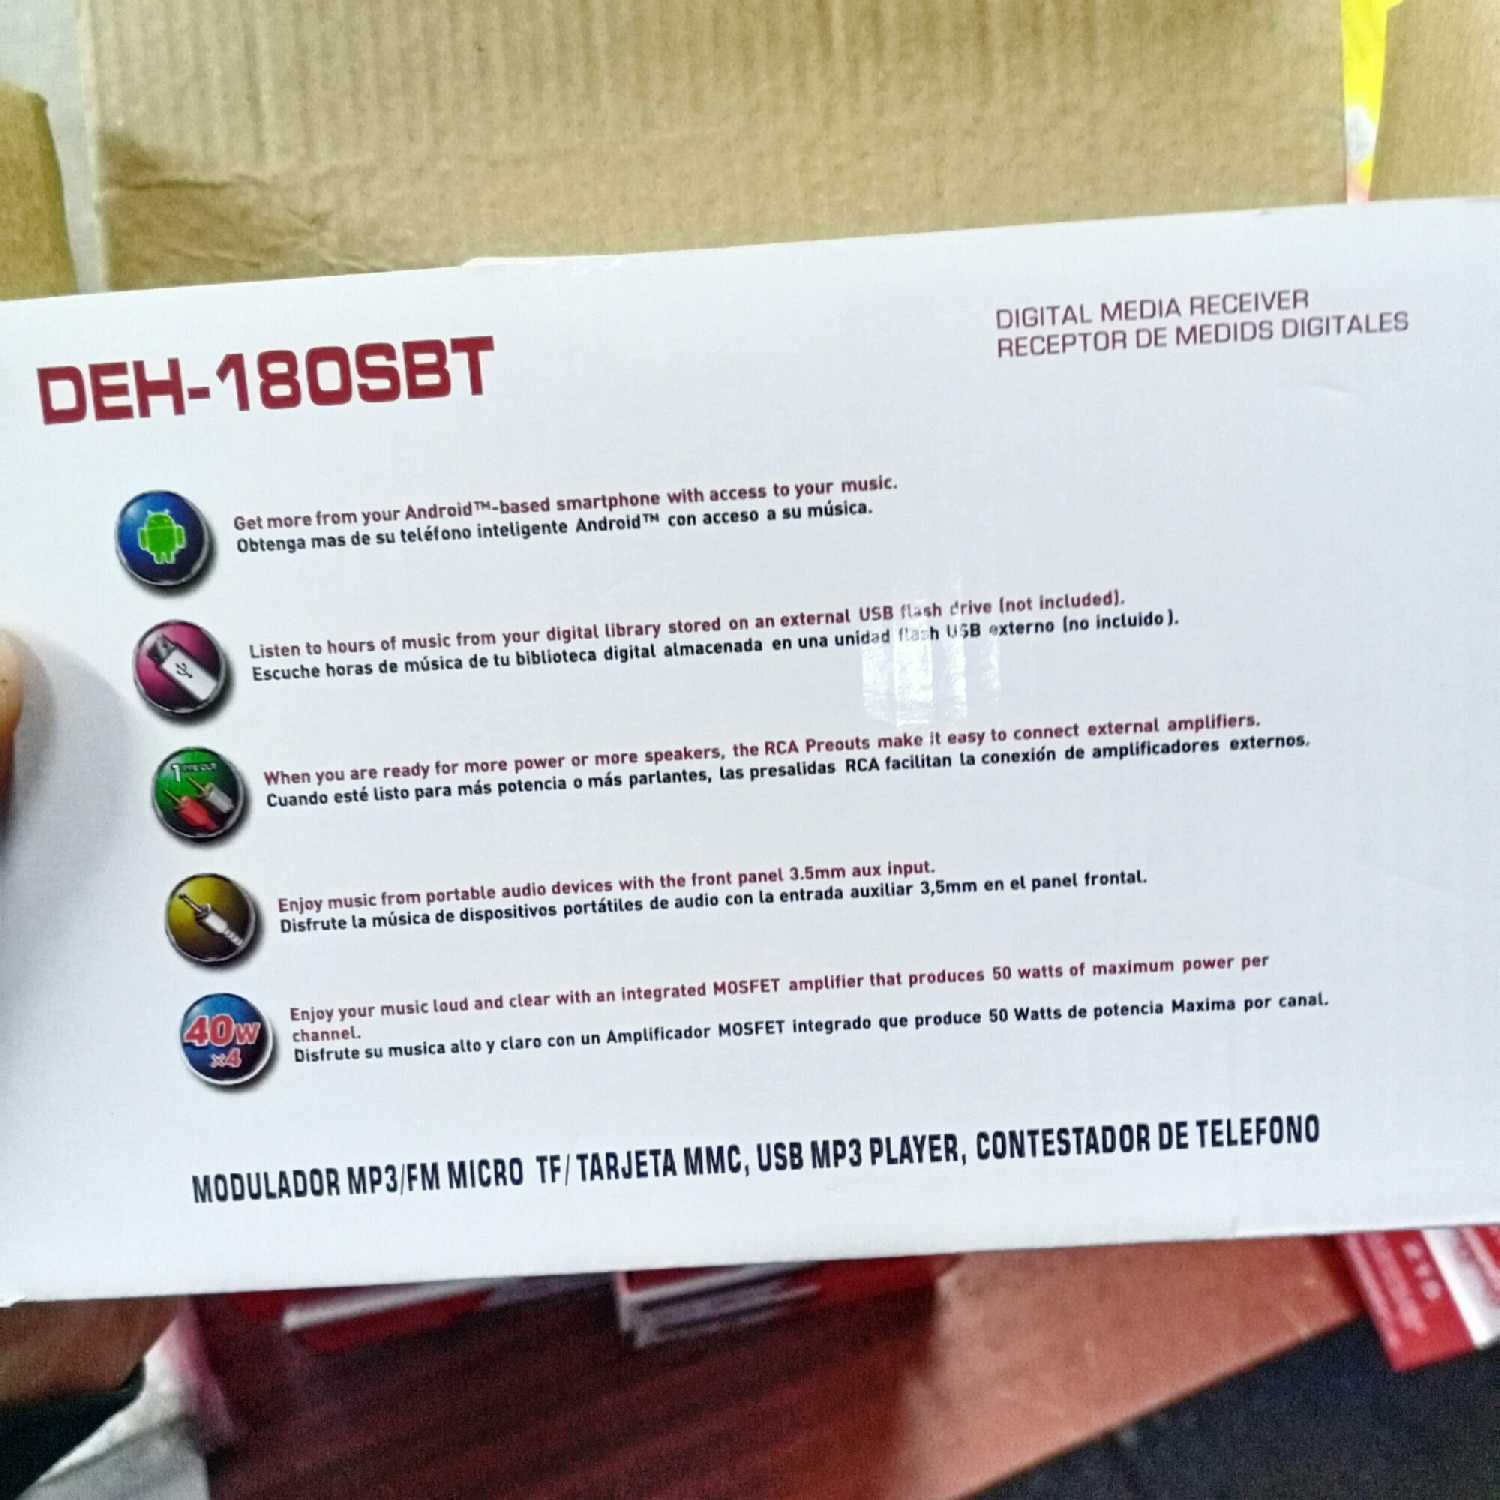 DEH-180SBT
DIGITAL MEDIA RECEIVER
RECEPTOR DE MEDIDS DIGITALES
Get more from your Android™-based smartphone with access to your music.
Obtenga mas de su teléfono inteligente Android™ con acceso a su música.
Listen to hours of music from your digital library stored on an external USB flash drive (not included).
Escuche horas de música de tu biblioteca digital almacenada en una unidad flash USB externo (no incluido).
1
When you are ready for more power or more speakers, the RCA Preouts make it easy to connect external amplifiers.
Cuando esté listo para más potencia o más parlantes, las presalidas RCA facilitan la conexión de amplificadores externos.
Enjoy music from portable audio devices with the front panel 3.5mm aux input.
Disfrute la música de dispositivos portátiles de audio con la entrada auxiliar 3,5mm en el panel frontal.
40W
x4
Enjoy your music loud and clear with an integrated MOSFET amplifier that produces 50 watts of maximum power per
channel.
Disfrute su musica alto y claro con un Amplificador MOSFET integrado que produce 50 Watts de potencia Maxima por canal.
MODULADOR MP3/FM MICRO TF/ TARJETA MMC, USB MP3 PLAYER, CONTESTADOR DE TELEFONO